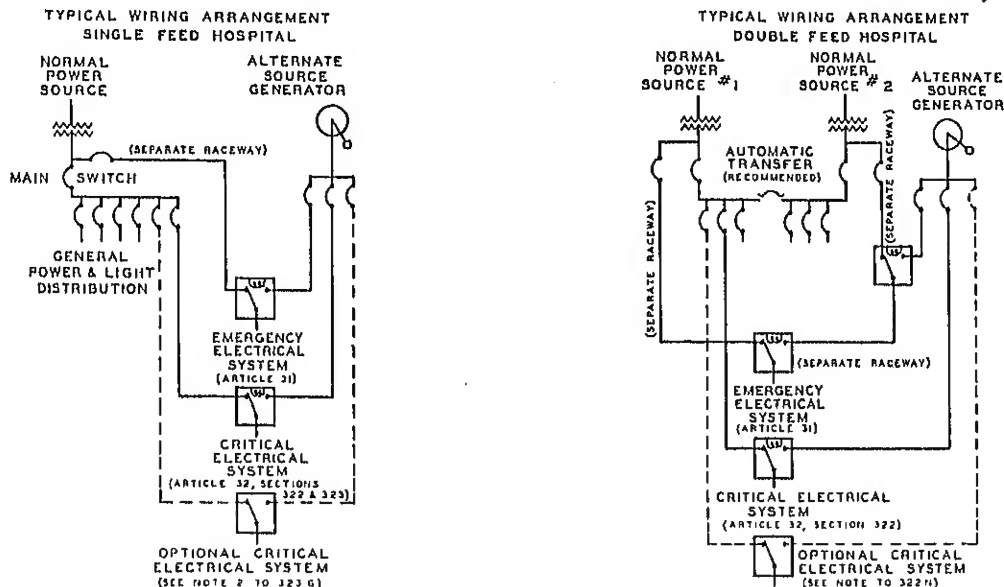 TYPICAL WIRING ARRANGEMENT
SINGLE FEED HOSPITAL
NORMAL
POWER
SOURCE
ALTERNATE
SOURCE
GENERATOR
(SEPARATE RACEWAY)
MAIN SWITCH
GENERAL
POWER & LIGHT
DISTRIBUTION
EMERGENCY
ELECTRICAL
SYSTEM
(ARTICLE 31)
CRITICAL
ELECTRICAL
SYSTEM
(ARTICLE 32, SECTIONS
322 & 323)
OPTIONAL CRITICAL
ELECTRICAL SYSTEM
(SEE NOTE 2 TO 323G)
TYPICAL WIRING ARRANGEMENT
DOUBLE FEED HOSPITAL
NORMAL
POWER
SOURCE #1
NORMAL
POWER
SOURCE #2
ALTERNATE
SOURCE
GENERATOR
AUTOMATIC
TRANSFER
(RECOMMENDED)
(SEPARATE RACEWAY)
(SEPARATE RACEWAY)
(SEPARATE RACEWAY)
EMERGENCY
ELECTRICAL
SYSTEM
(ARTICLE 31)
CRITICAL ELECTRICAL
SYSTEM
(ARTICLE 32, SECTION 322)
OPTIONAL CRITICAL
ELECTRICAL SYSTEM
(SEE NOTE TO